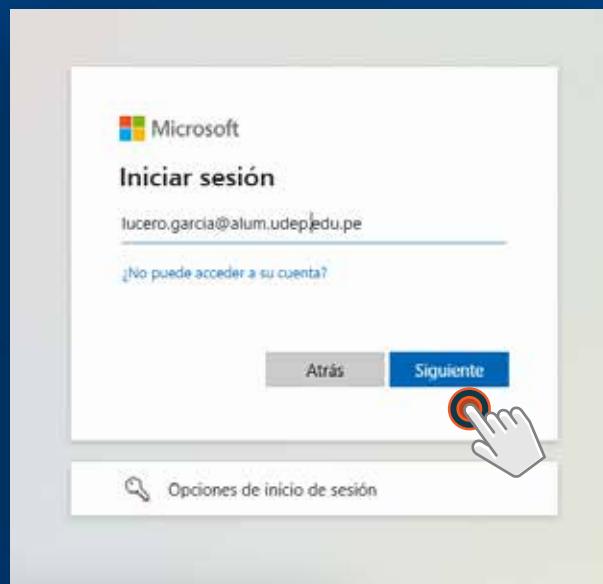 Microsoft
Iniciar sesión
lucero.garcia@alum.udep.edu.pe
¿No puede acceder a su cuenta?
Atrás
Siguiente
Opciones de inicio de sesión